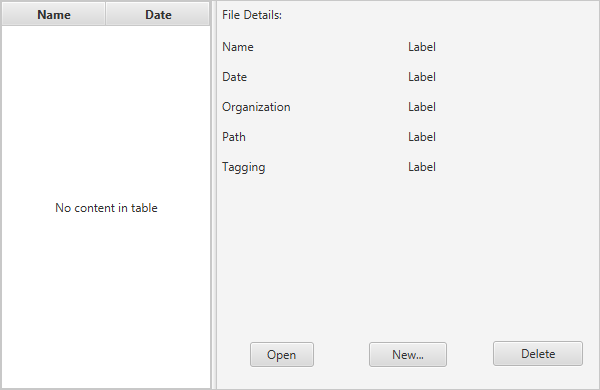 Name Date
No content in table
File Details:
Name Label
Date Label
Organization Label
Path Label
Tagging Label
Open New... Delete